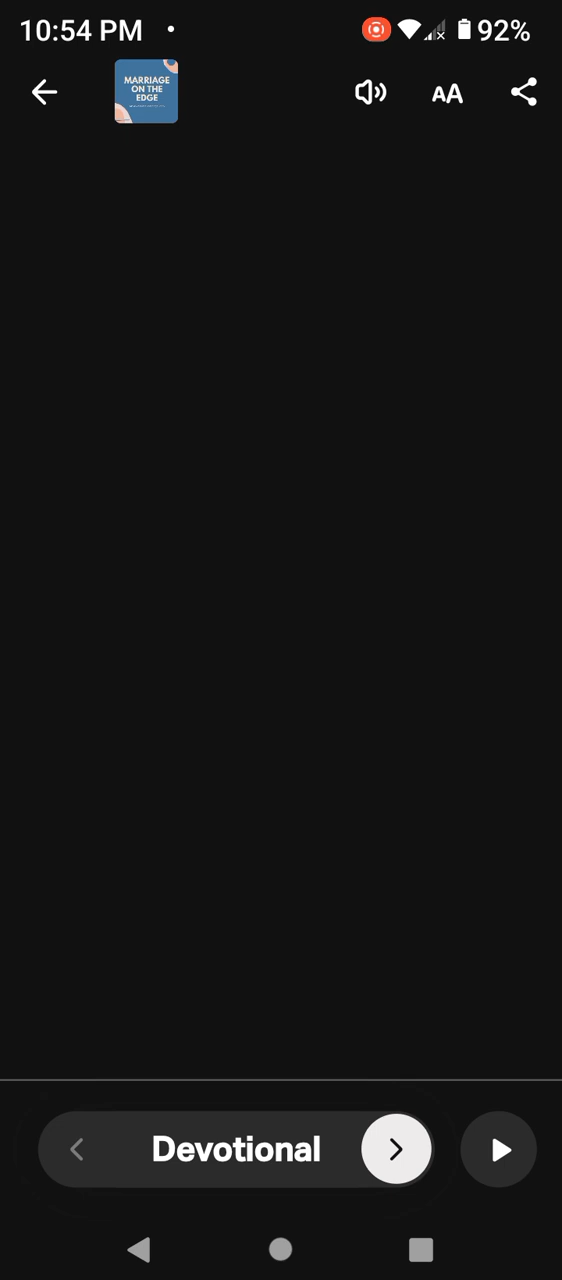 10:54 PM
92%
MARRIAGE
ON THE
EDGE
AA
Devotional